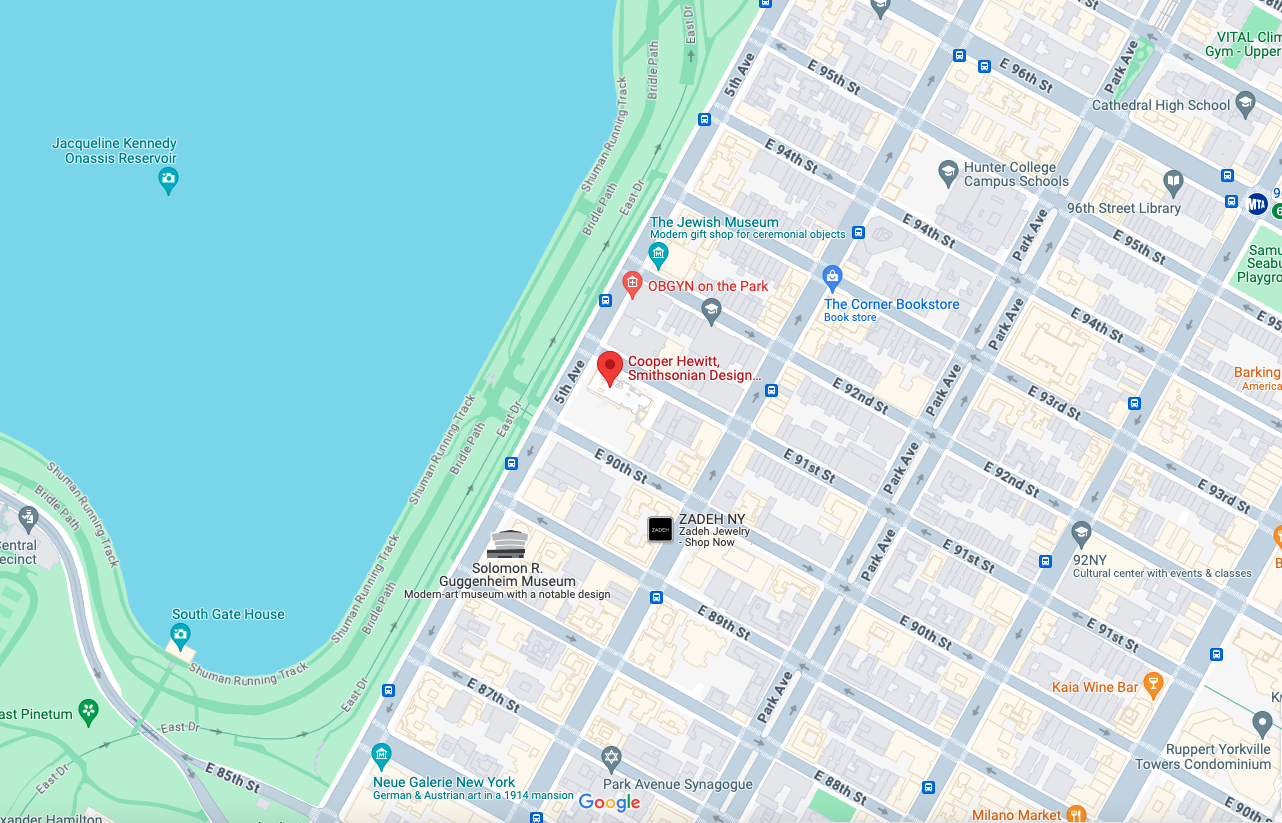 5th Ave
East Dr
Bridle Path
Shuman Running Track
E 95th St
E 96th St
Park Ave
VITAL Clim
Gym - Upper
Cathedral High School
Jacqueline Kennedy
Onassis Reservoir
E 94th St
Hunter College
Campus Schools
96th Street Library
MTA
Bridle Path
East Dr
The Jewish Museum
Modern gift shop for ceremonial objects
E 94th St
Park Ave
E 95th St
Samu
Seabu
Playgro
OBGYN on the Park
The Corner Bookstore
Book store
Park Ave
E 94th St
E 95
Cooper Hewitt,
Smithsonian Design...
5th Ave
E 92nd St
Park Ave
E 93rd St
Barking
America
Shuman Running Track
Bridle Path
East Dr
E 90th St
E 91st St
Park Ave
E 92nd St
E 93rd St
Shuman Running Track
Bridle Path
Central
ecinct
ZADEH
ZADEH NY
Zadeh Jewelry
- Shop Now
Solomon R.
Guggenheim Museum
Modern-art museum with a notable design
Park Ave
E 91st St
92NY
Cultural center with events & classes
B
Shuman Running Track
Bridle Path
South Gate House
E 89th St
E 90th St
E 91st St
Shuman Running Track
East Dr
E 87th St
Park Ave
Kaia Wine Bar
ast Pinetum
East Dr
Ruppert Yorkville
Towers Condominium
East Dr
E 85th St
Neue Galerie New York
German & Austrian art in a 1914 mansion
Park Avenue Synagogue
E 88th St
Google
Milano Market
E 90th
xander Hamilton